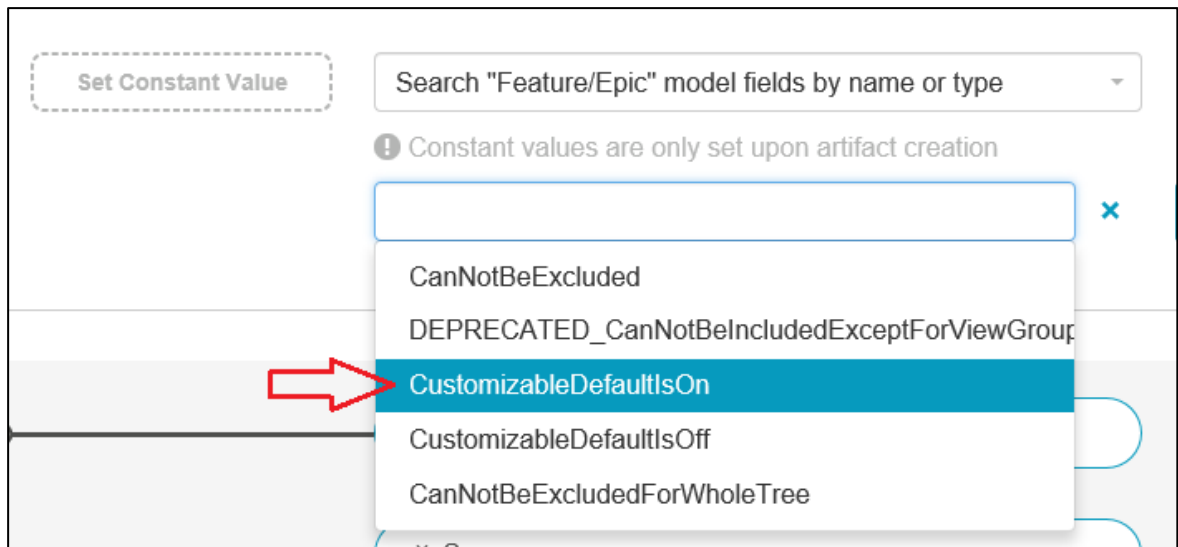 Set Constant Value
Search "Feature/Epic" model fields by name or type
Constant values are only set upon artifact creation
CanNotBeExcluded
DEPRECATED_CanNotBeIncludedExceptForViewGroup
CustomizableDefaultIsOn
CustomizableDefaultIsOff
CanNotBeExcludedForWholeTree